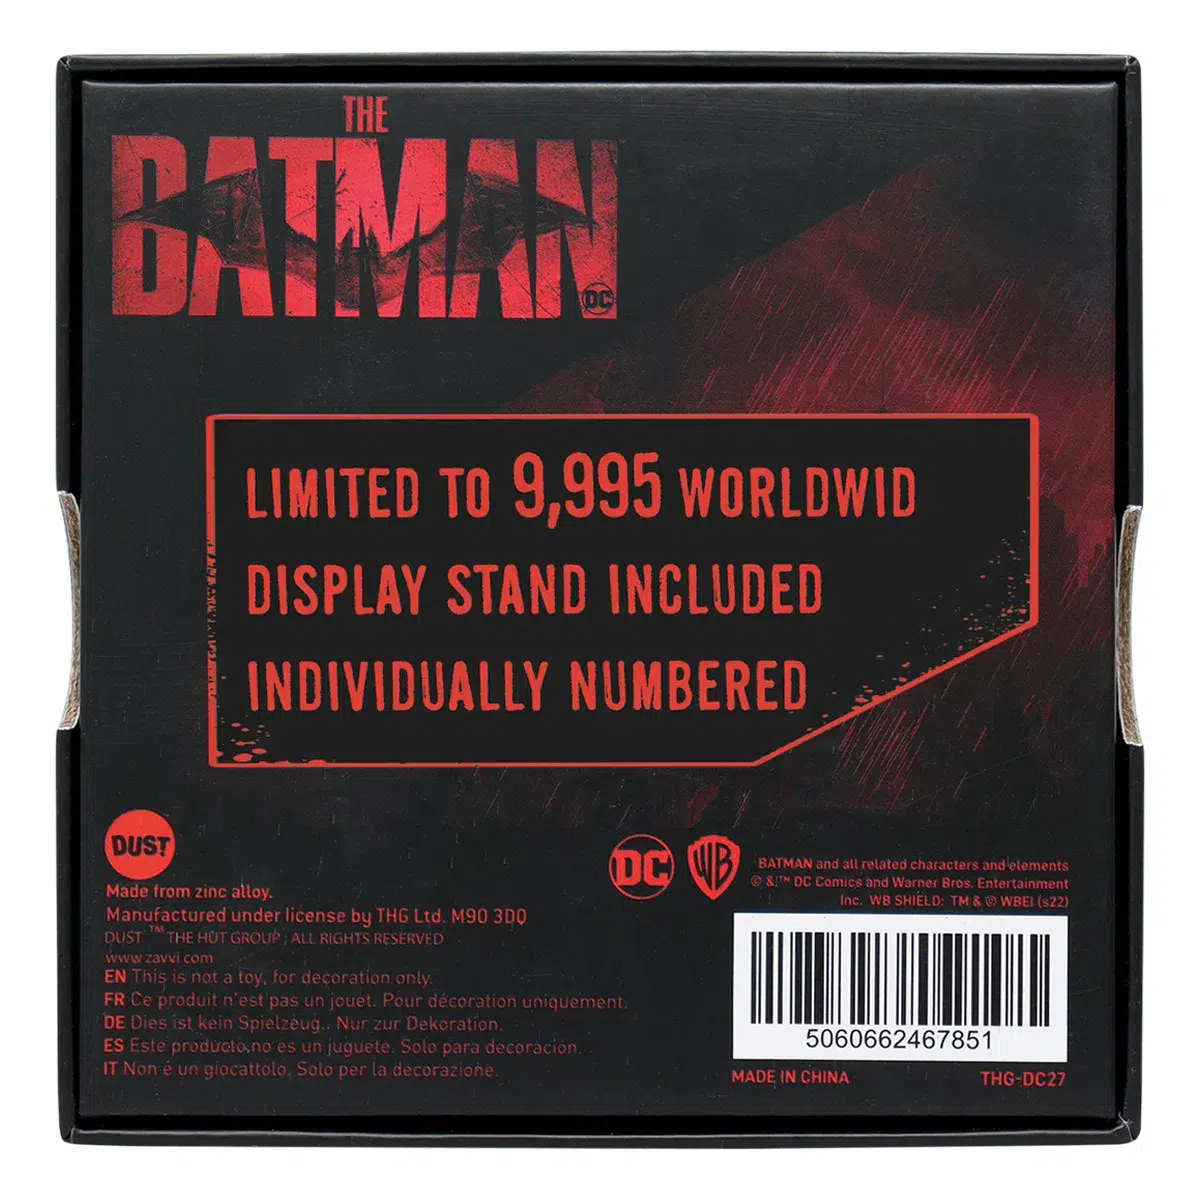 THE
BATMAN
DC
LIMITED TO 9,995 WORLDWID
DISPLAY STAND INCLUDED
INDIVIDUALLY NUMBERED
DUST
Made from zinc alloy.
Manufactured under license by THG Ltd. M90 3DQ
DUST.™ THE HUT GROUP ; ALL RIGHTS RESERVED
www zavvi com
EN This is not a toy, for decoration only.
FR Ce produit n'est pas un jouet. Pour décoration uniquement.
DE Dies ist kein Spielzeug.. Nur zur Dekoration.
ES Este producto,no es un juguete. Solo para decoración.
IT Non é un giocattolo. Solo per la decorazione.
DC WB
BATMAN and all related characters and elements
© & ™ DC Comics and Warner Bros. Entertainment
Inc. WB SHIELD: TM & © WBEI (s22)
5060662467851
MADE IN CHINA THG-DC27